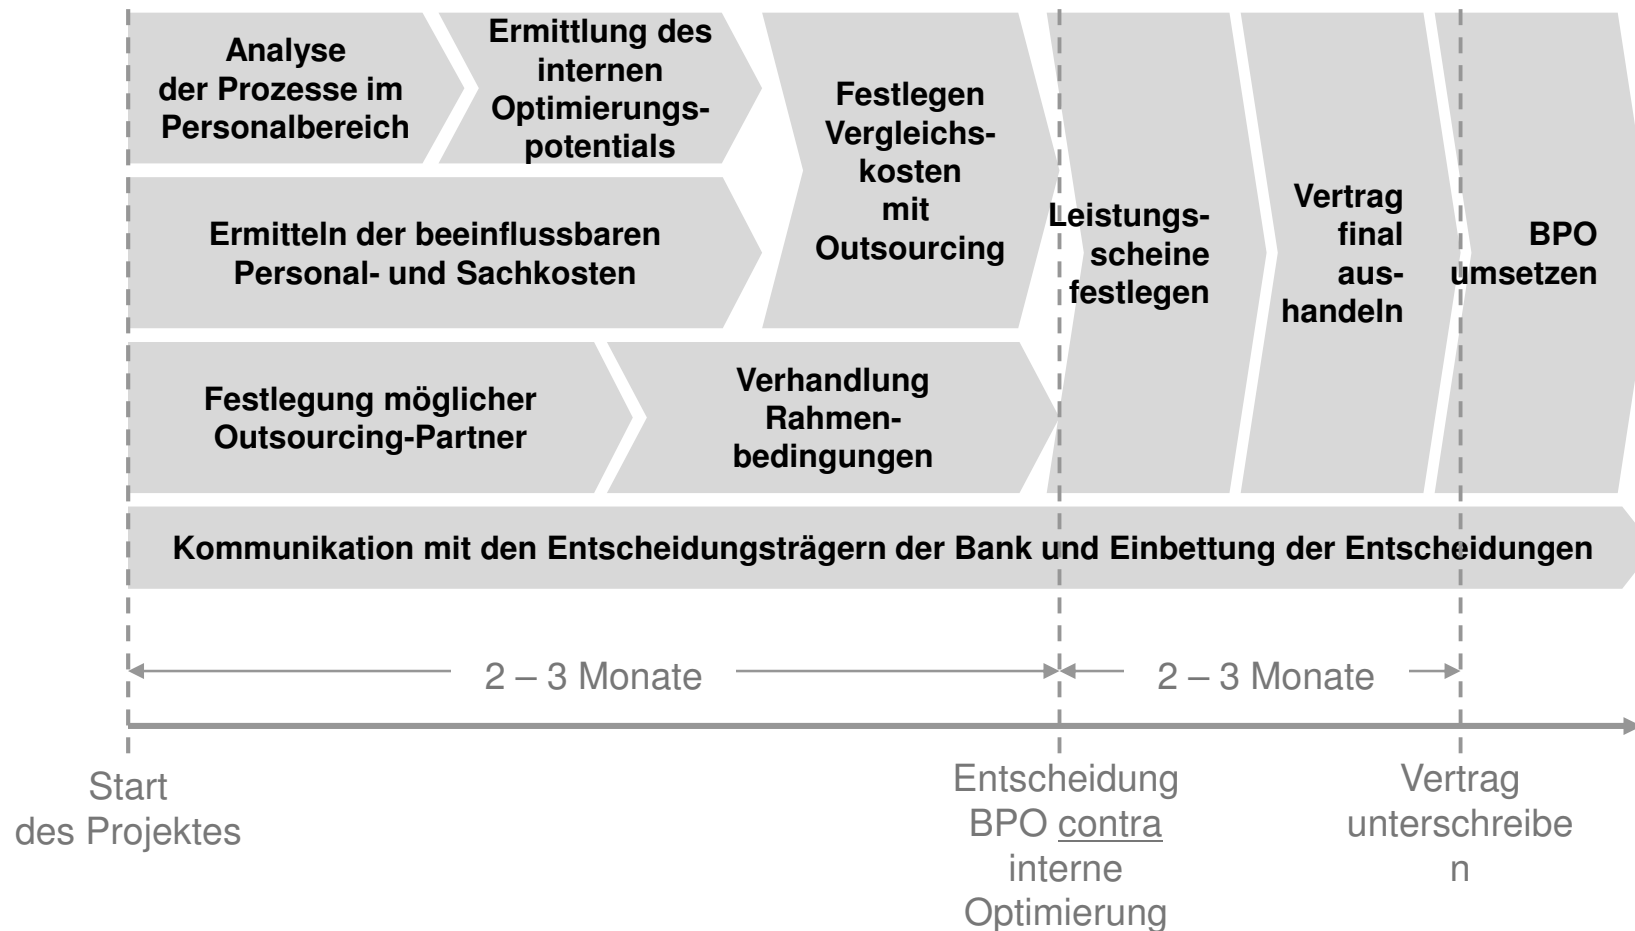 Analyse
der Prozesse im
Personalbereich
Ermittlung des
internen
Optimierungs-
potentials
Festlegen
Vergleichs-
kosten
mit
Outsourcing
Leistungs-
scheine
festlegen
Vertrag
final
aus-
handeln
BPO
umsetzen
Ermitteln der beeinflussbaren
Personal- und Sachkosten
Festlegung möglicher
Outsourcing-Partner
Verhandlung
Rahmen-
bedingungen
Kommunikation mit den Entscheidungsträgern der Bank und Einbettung der Entscheidungen
2 – 3 Monate
2 – 3 Monate
Start
des Projektes
Entscheidung
BPO contra
interne
Optimierung
Vertrag
unterschreibe
n